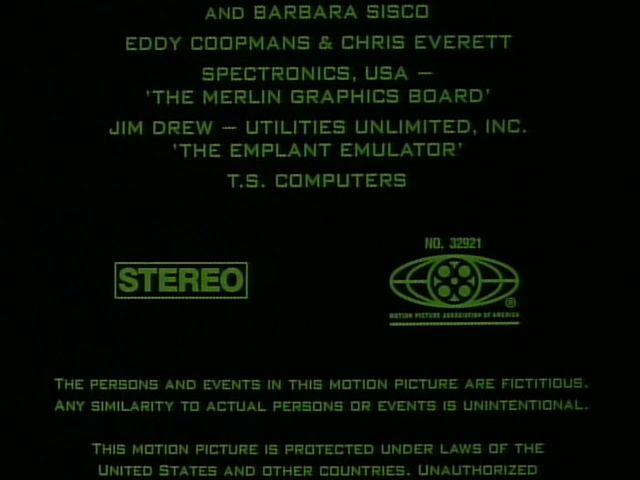 AND BARBARA SISCO
EDDY COOPMANS & CHRIS EVERETT
SPECTRONICS, USA –
'THE MERLIN GRAPHICS BOARD'
JIM DREW – UTILITIES UNLIMITED, INC.
'THE EMPLANT EMULATOR'
T.S. COMPUTERS
NO. 32921
STEREO
®
MOTION PICTURE ASSOCIATION OF AMERICA
THE PERSONS AND EVENTS IN THIS MOTION PICTURE ARE FICTITIOUS.
ANY SIMILARITY TO ACTUAL PERSONS OR EVENTS IS UNINTENTIONAL.
THIS MOTION PICTURE IS PROTECTED UNDER LAWS OF THE
UNITED STATES AND OTHER COUNTRIES. UNAUTHORIZED